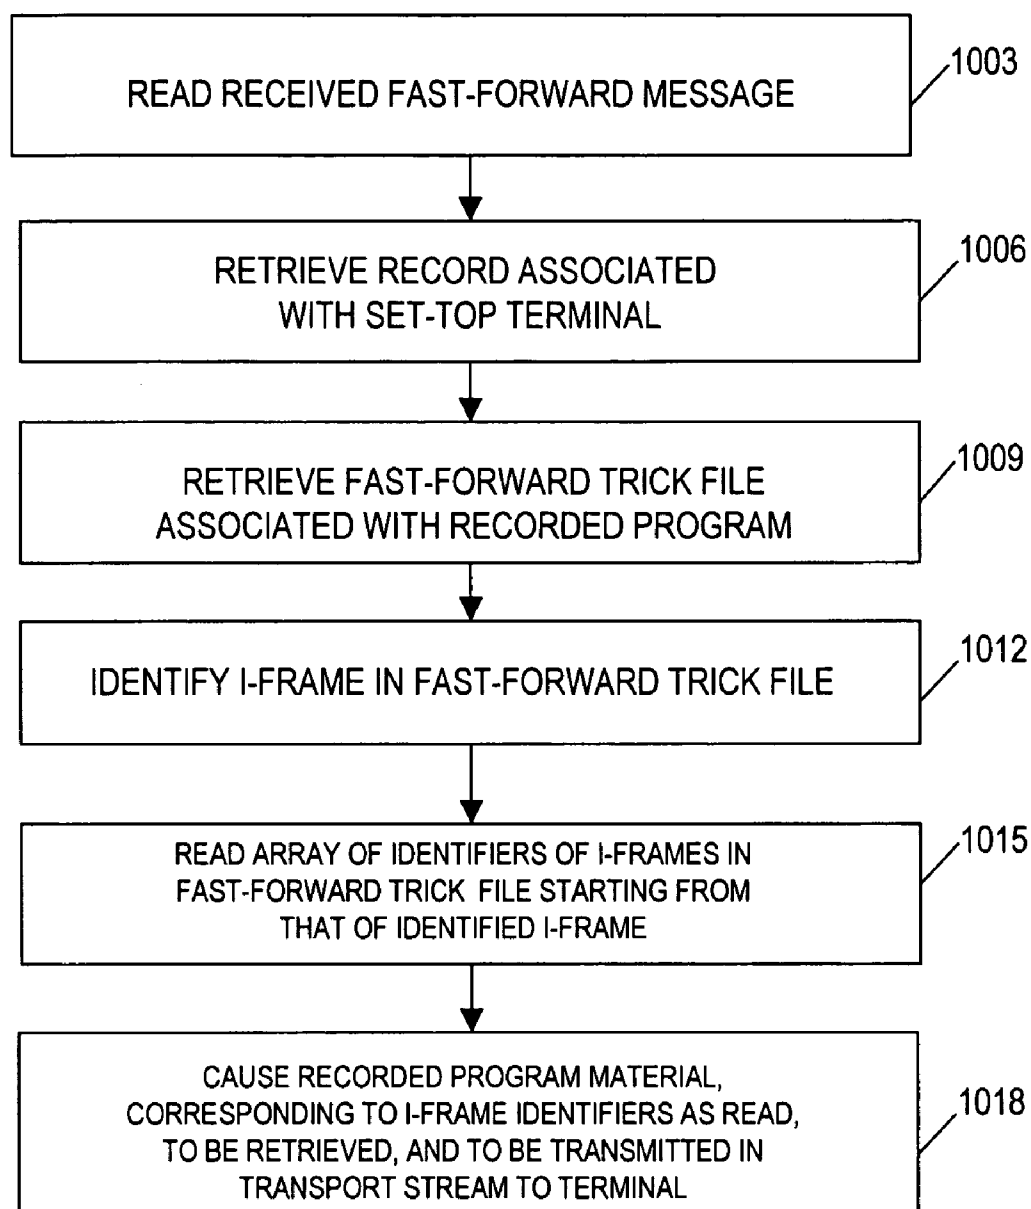 READ RECEIVED FAST-FORWARD MESSAGE
1003
RETRIEVE RECORD ASSOCIATED
WITH SET-TOP TERMINAL
1006
RETRIEVE FAST-FORWARD TRICK FILE
ASSOCIATED WITH RECORDED PROGRAM
1009
IDENTIFY I-FRAME IN FAST-FORWARD TRICK FILE
1012
READ ARRAY OF IDENTIFIERS OF I-FRAMES IN
FAST-FORWARD TRICK FILE STARTING FROM
THAT OF IDENTIFIED I-FRAME
1015
CAUSE RECORDED PROGRAM MATERIAL,
CORRESPONDING TO I-FRAME IDENTIFIERS AS READ,
TO BE RETRIEVED, AND TO BE TRANSMITTED IN
TRANSPORT STREAM TO TERMINAL
1018